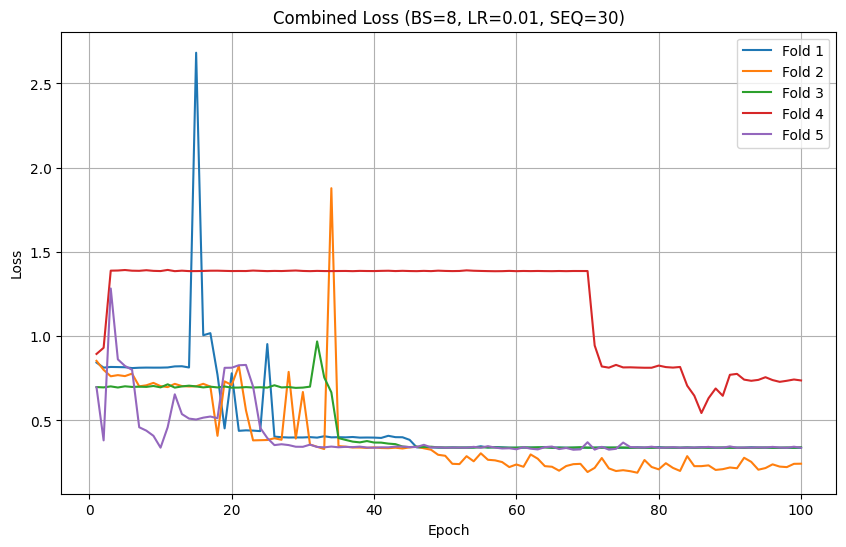 Combined Loss (BS=8, LR=0.01, SEQ=30)
Fold 1
Fold 2
Fold 3
Fold 4
Fold 5
Loss
2.5
2.0
1.5
1.0
0.5
0 20 40 60 80 100
Epoch